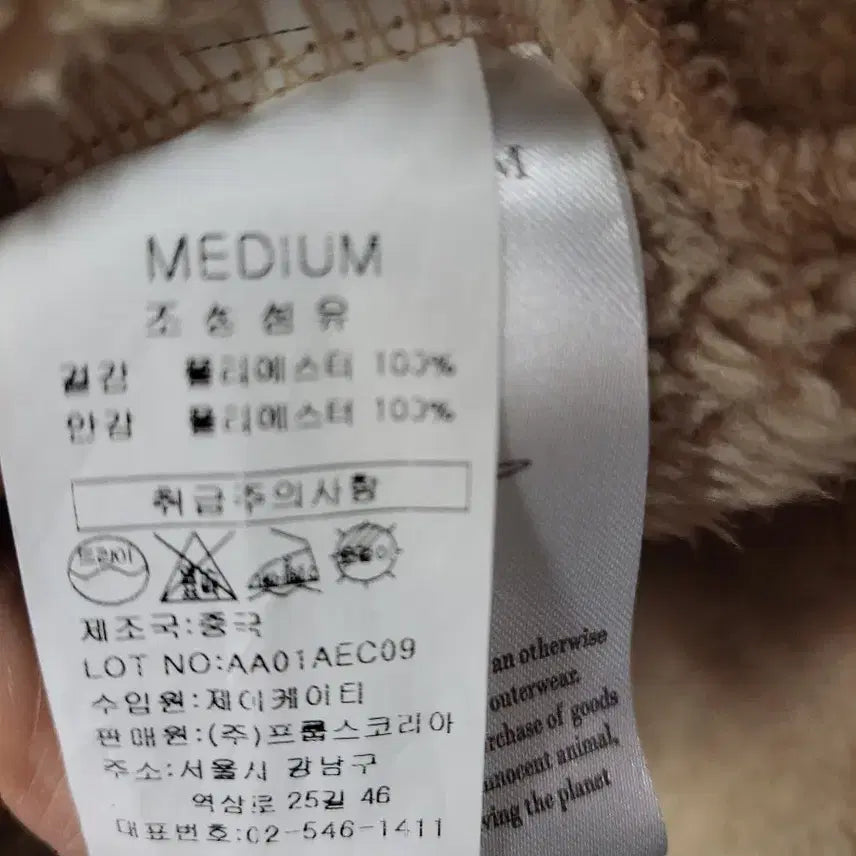 MEDIUM
조성섬유
겉감 폴리에스터 100%
안감 폴리에스터 100%
취급주의사항
드라이
제조국:중국
LOT NO:AA01AEC09
수입원:제이케이티
판매원:(주)프룹스코리아
주소:서울시 강남구
역삼로 25길 46
대표번호:02-546-1411
M
an otherwise
outerwear.
rchase of goods
nnocent animal,
ving the planet